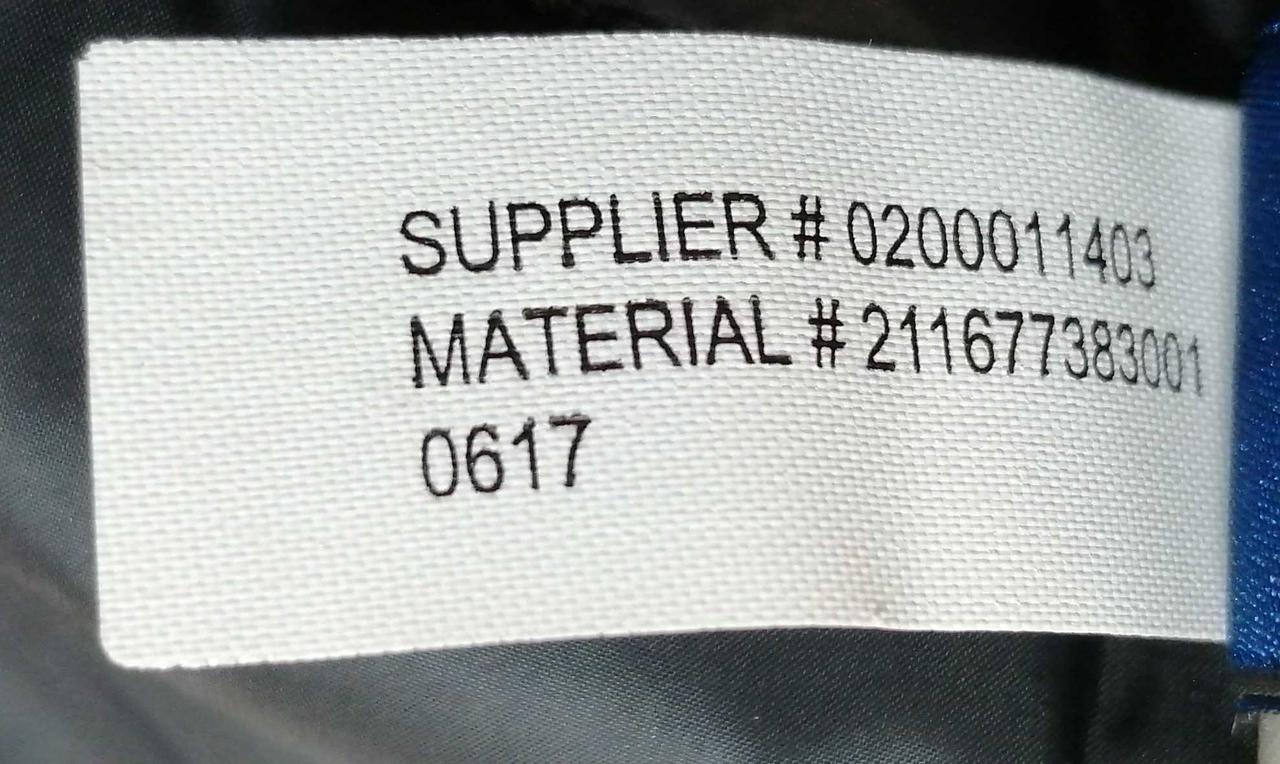 SUPPLIER # 0200011403
MATERIAL # 211677383001
0617